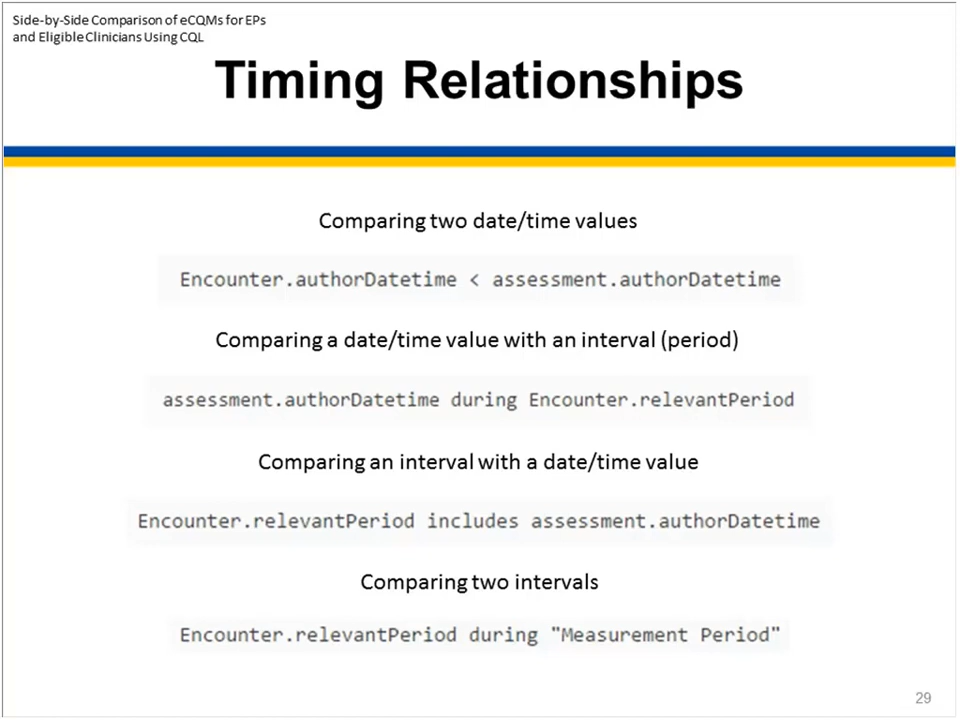 Side-by-Side Comparison of eCQMs for EPs
and Eligible Clinicians Using CQL
Timing Relationships
Comparing two date/time values
Encounter.authorDatetime < assessment.authorDatetime
Comparing a date/time value with an interval (period)
assessment.authorDatetime during Encounter.relevantPeriod
Comparing an interval with a date/time value
Encounter.relevantPeriod includes assessment.authorDatetime
Comparing two intervals
Encounter.relevantPeriod during "Measurement Period"
29